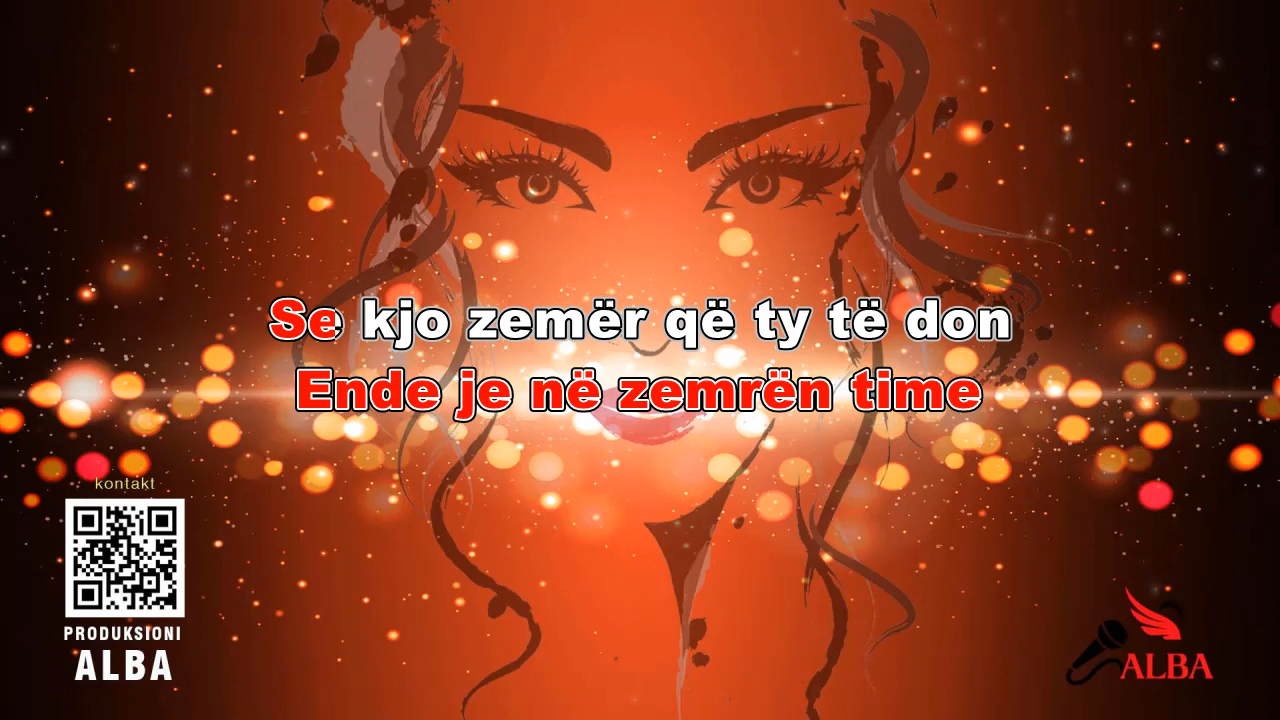 Se kjo zemër që ty të don
Ende je në zemrën time
kontakt
PRODUKSIONI
ALBA
ALBA